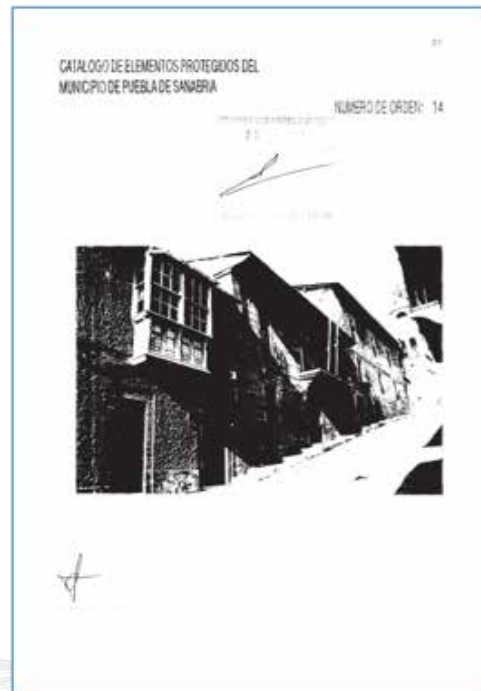 CATALOGO DE ELEMENTOS PROTEGIDOS DEL
MUNICIPIO DE PUEBLA DE SANABRIA
NUMERO DE ORDEN: 14